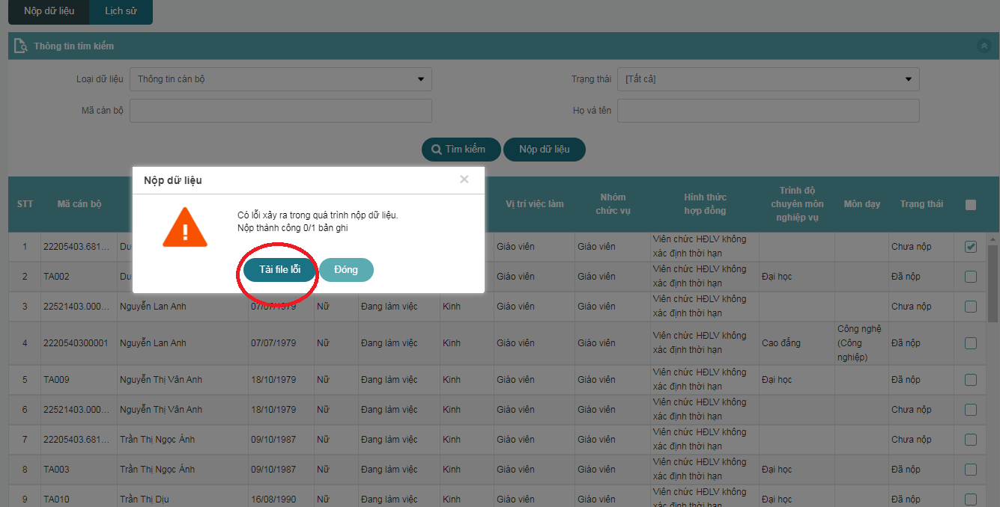 Nộp dữ liệu Lịch sử
Thông tin tìm kiếm
Loại dữ liệu Thông tin cán bộ Trạng thái [Tất cả]
Mã cán bộ Họ và tên
Tìm kiếm Nộp dữ liệu
Nộp dữ liệu ×
Có lỗi xảy ra trong quá trình nộp dữ liệu.
Nộp thành công 0/1 bản ghi
Tải file lỗi Đóng
STT Mã cán bộ Vị trí việc làm Nhóm chức vụ Hình thức hợp đồng Trình độ chuyên môn nghiệp vụ Môn dạy Trạng thái
1 22205403.681... Du Giáo viên Giáo viên Viên chức HĐLV không xác định thời hạn Chưa nộp
2 TA002 Du Giáo viên Giáo viên Viên chức HĐLV không xác định thời hạn Đại học Đã nộp
3 22521403.000... Nguyễn Lan Anh 07/07/1979 Nữ Đang làm việc Kinh Giáo viên Giáo viên Viên chức HĐLV không xác định thời hạn Chưa nộp
4 2220540300001 Nguyễn Lan Anh 07/07/1979 Nữ Đang làm việc Kinh Giáo viên Giáo viên Viên chức HĐLV không xác định thời hạn Cao đẳng Công nghệ (Công nghiệp) Đã nộp
5 TA009 Nguyễn Thị Vân Anh 18/10/1979 Nữ Đang làm việc Kinh Giáo viên Giáo viên Viên chức HĐLV không xác định thời hạn Đại học Đã nộp
6 22521403.000... Nguyễn Thị Vân Anh 18/10/1979 Nữ Đang làm việc Kinh Giáo viên Giáo viên Viên chức HĐLV không xác định thời hạn Chưa nộp
7 22205403.681... Trần Thị Ngọc Ánh 09/10/1987 Nữ Đang làm việc Kinh Giáo viên Giáo viên Viên chức HĐLV không xác định thời hạn Chưa nộp
8 TA003 Trần Thị Ngọc Ánh 09/10/1987 Nữ Đang làm việc Kinh Giáo viên Giáo viên Viên chức HĐLV không xác định thời hạn Đại học Đã nộp
9 TA010 Trần Thị Dịu 16/08/1990 Nữ Đang làm việc Kinh Giáo viên Giáo viên Viên chức HĐLV không xác định thời hạn Đại học Đã nộp